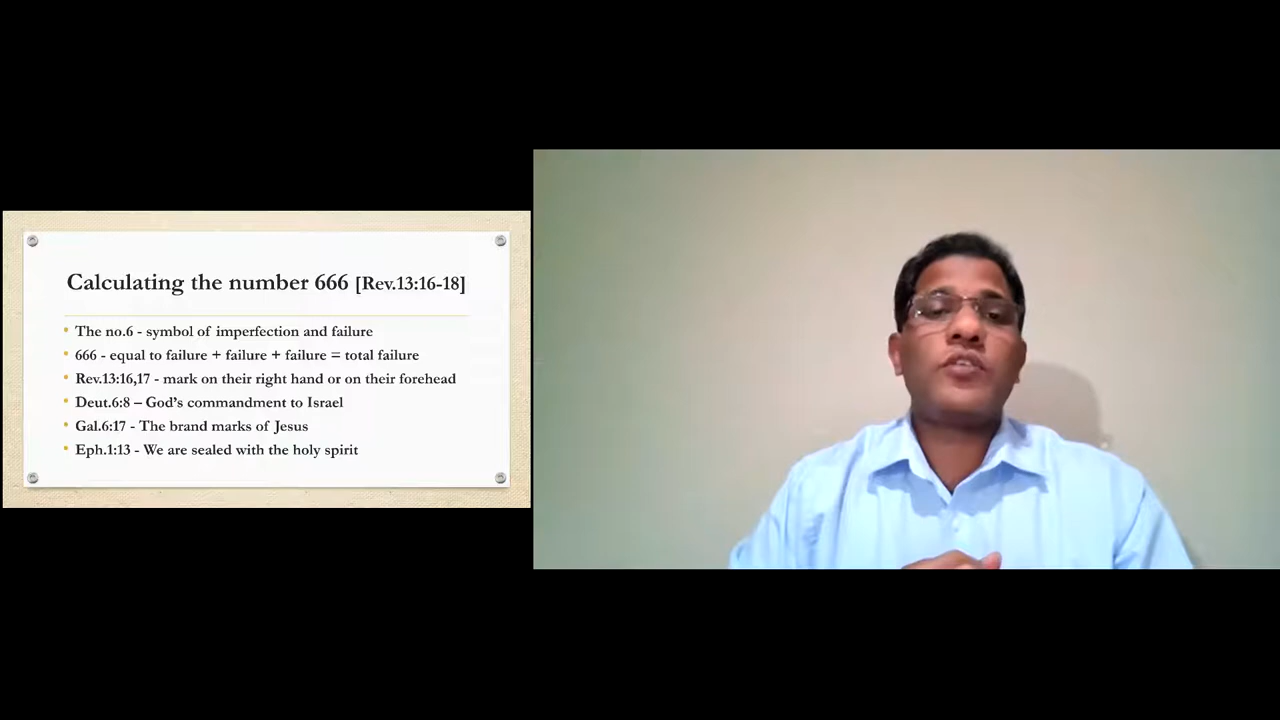 Calculating the number 666 [Rev.13:16-18]
• The no.6 - symbol of imperfection and failure
• 666 - equal to failure + failure + failure = total failure
• Rev.13:16,17 - mark on their right hand or on their forehead
• Deut.6:8 – God's commandment to Israel
• Gal.6:17 - The brand marks of Jesus
• Eph.1:13 - We are sealed with the holy spirit